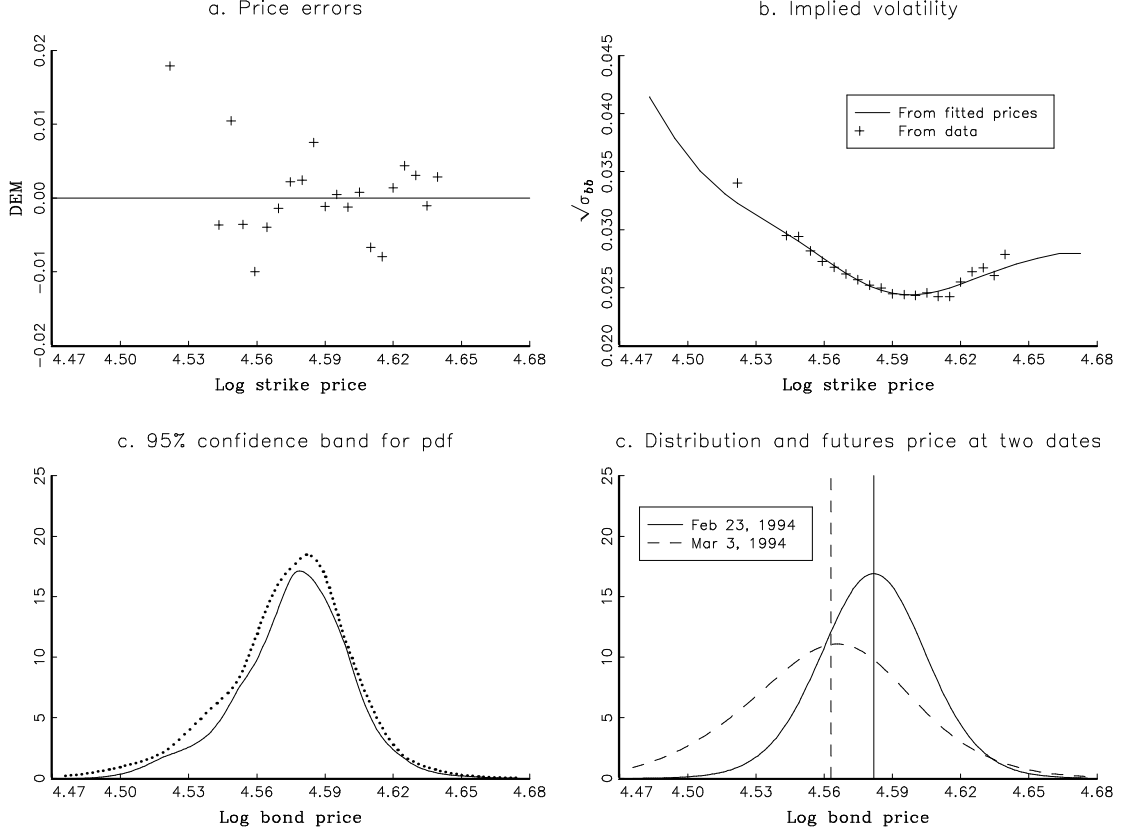 a. Price errors
DEM
0.02
0.01
0.00
−0.01
−0.02
4.47 4.50 4.53 4.56 4.59 4.62 4.65 4.68
Log strike price
b. Implied volatility
√σbb
0.045
0.040
0.035
0.030
0.025
0.020
From fitted prices
From data
4.47 4.50 4.53 4.56 4.59 4.62 4.65 4.68
Log strike price
c. 95% confidence band for pdf
25
20
15
10
5
0
4.47 4.50 4.53 4.56 4.59 4.62 4.65 4.68
Log bond price
c. Distribution and futures price at two dates
25
20
15
10
5
0
Feb 23, 1994
Mar 3, 1994
4.47 4.50 4.53 4.56 4.59 4.62 4.65 4.68
Log bond price